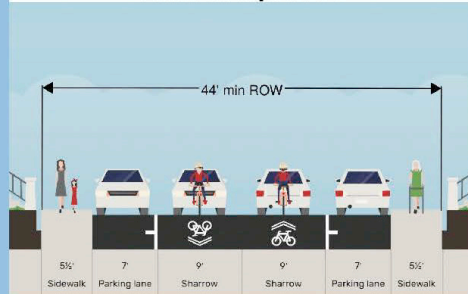 44' min ROW
5½' 7' 9' 9' 7' 5½'
Sidewalk Parking lane Sharrow Sharrow Parking lane Sidewalk